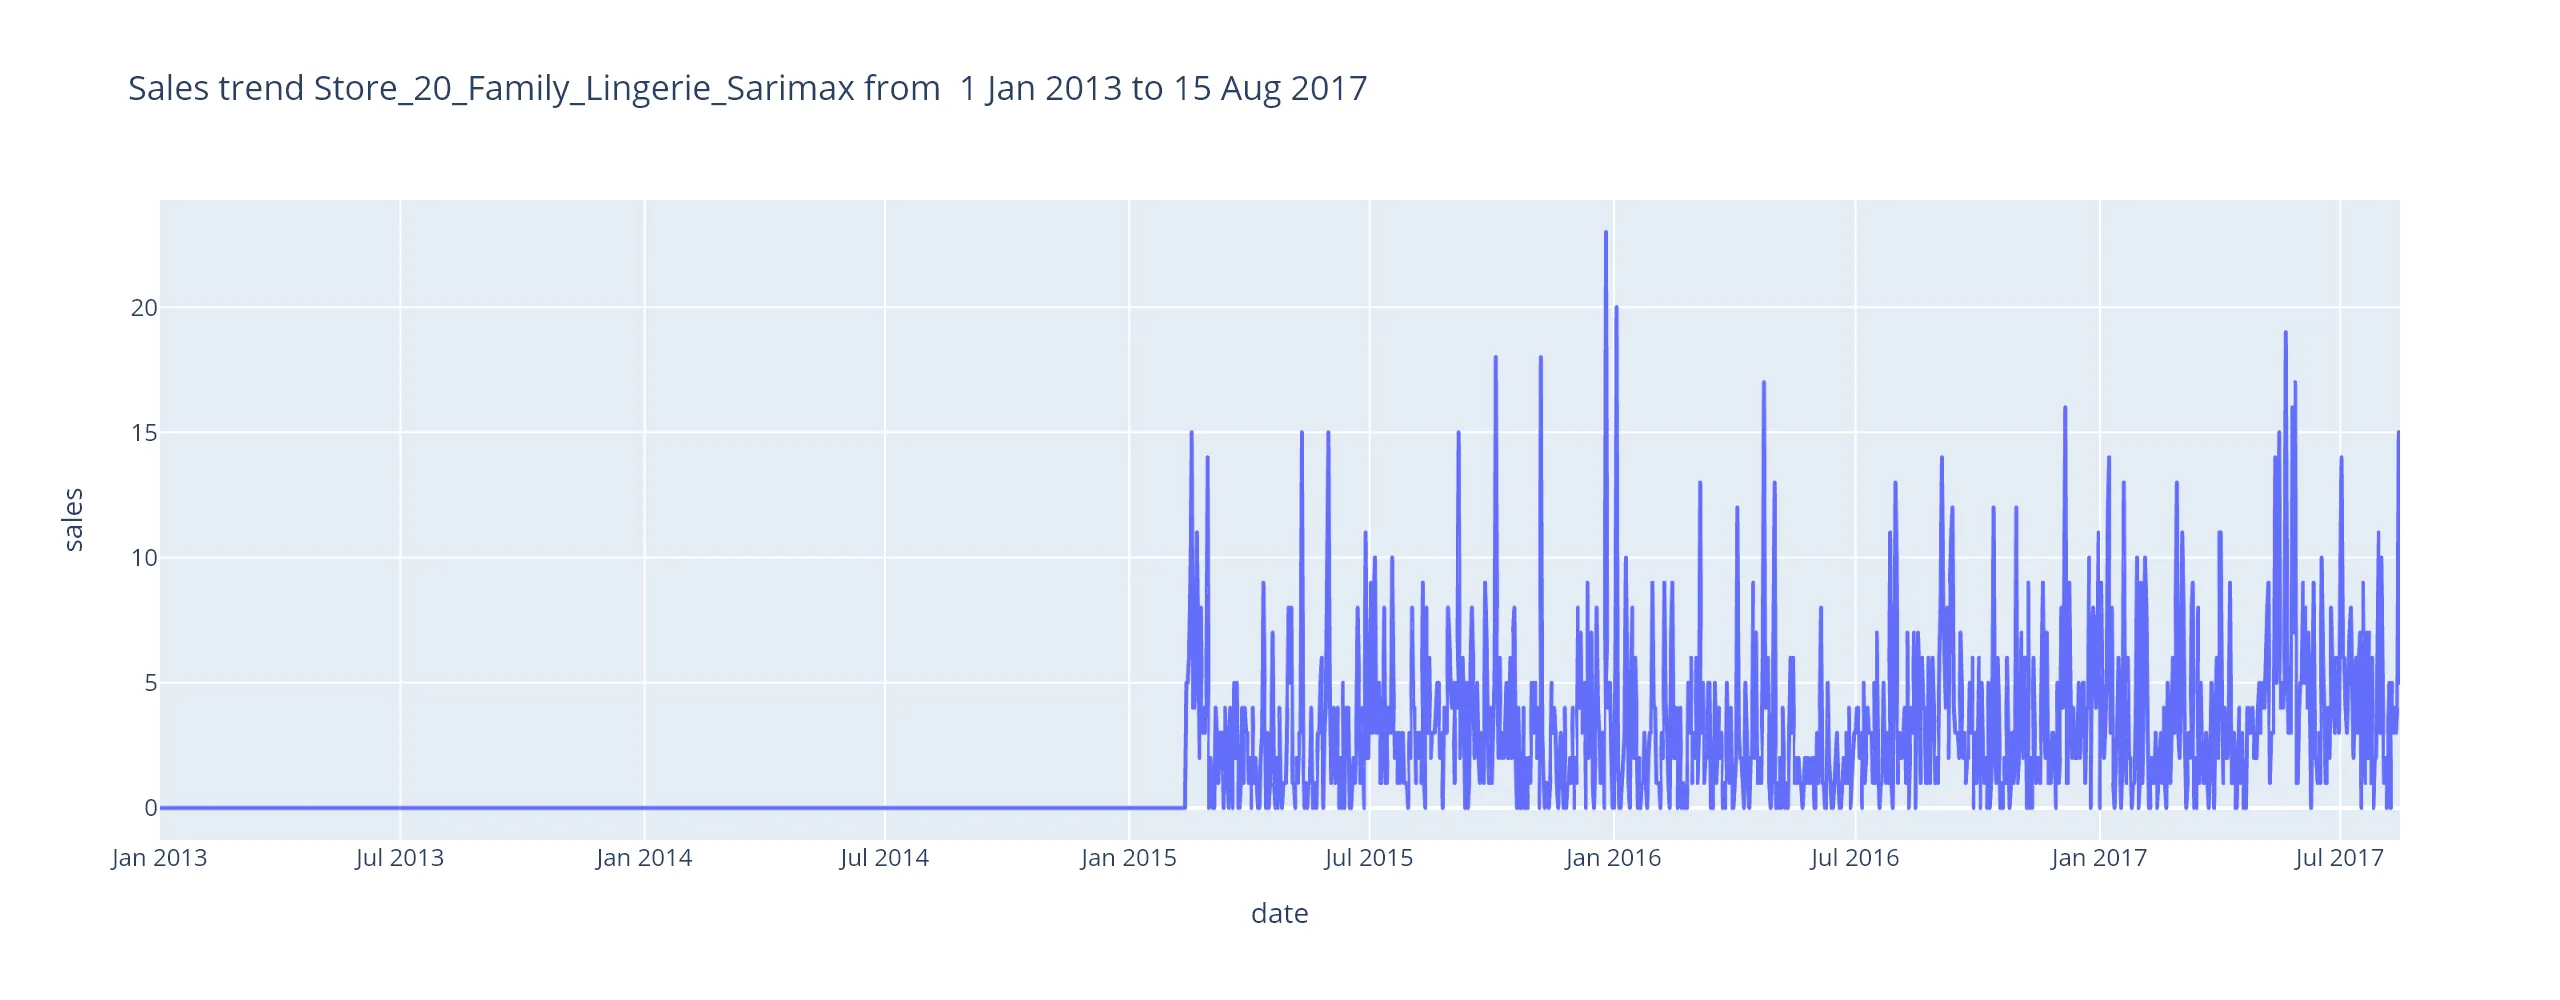 Sales trend Store_20_Family_Lingerie_Sarimax from  1 Jan 2013 to 15 Aug 2017
20
15
10
5
0
sales
Jan 2013
Jul 2013
Jan 2014
Jul 2014
Jan 2015
Jul 2015
Jan 2016
Jul 2016
Jan 2017
Jul 2017
date